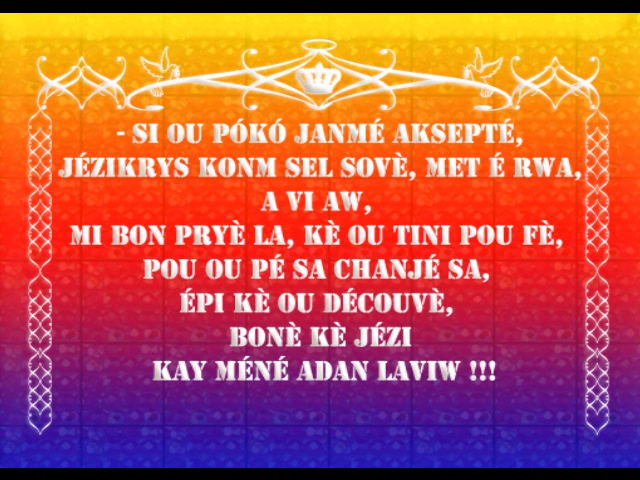 - SI OU PÓKÓ JANMÉ AKSEPTÉ,
JÉZIKRYS KONM SEL SOVÈ, MET É RWA,
A VI AW,
MI BON PRYÈ LA, KÈ OU TINI POU FÈ,
POU OU PÉ SA CHANJÉ SA,
ÉPI KÈ OU DÉCOUVÈ,
BONÈ KÈ JÉZI
KAY MÉNÉ ADAN LAVIW !!!